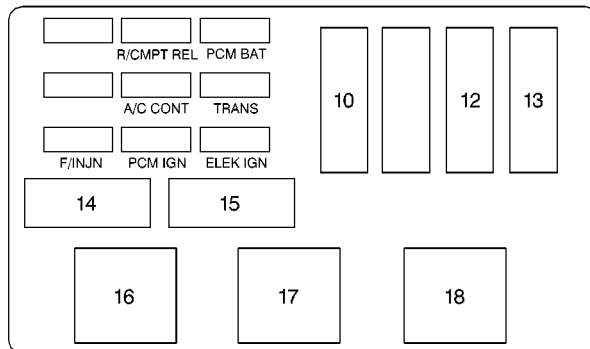 R/CMPT REL PCM BAT
A/C CONT TRANS
10 12 13
F/INJN PCM IGN ELEK IGN
14 15
16 17 18